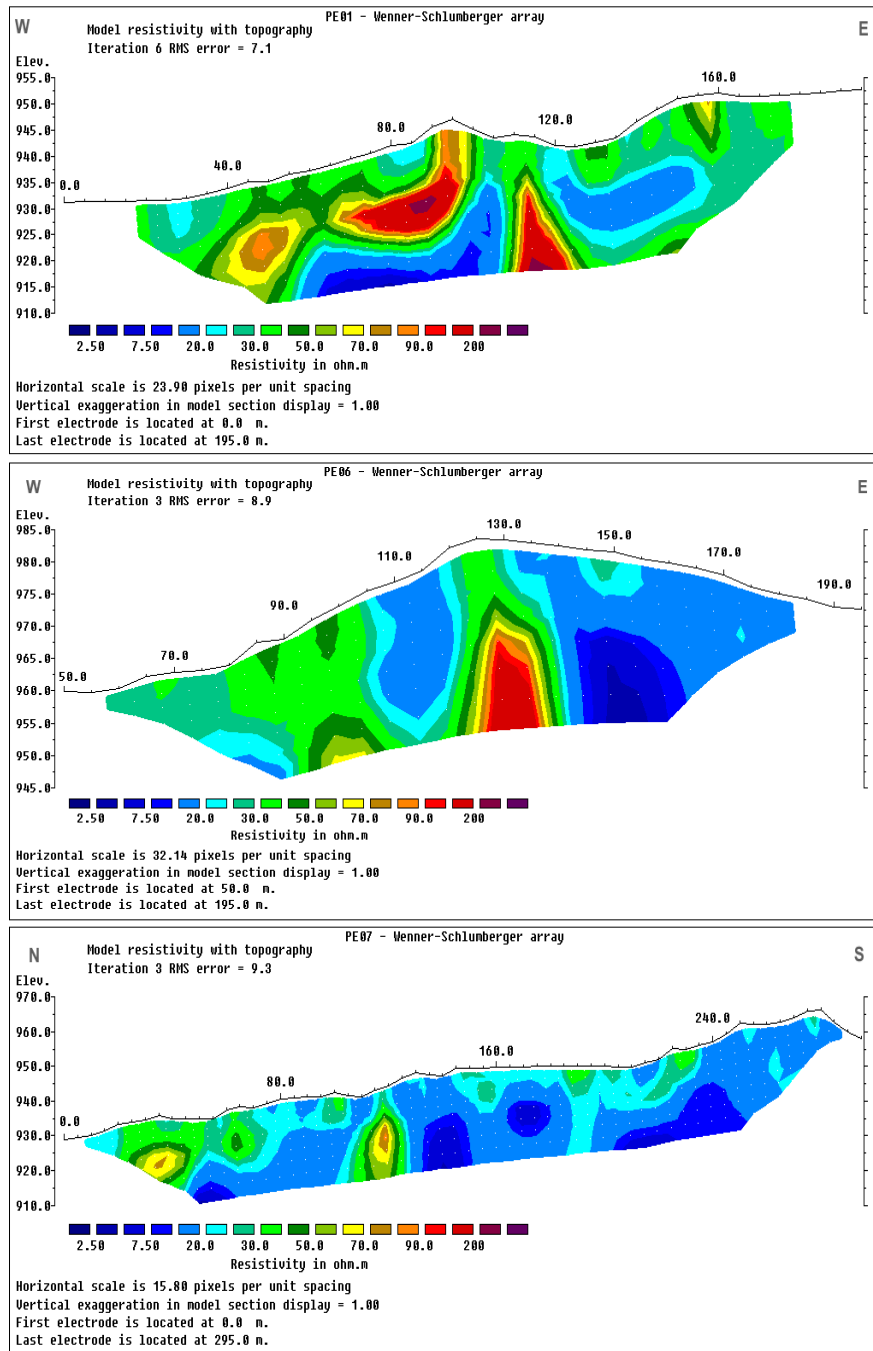 PE01 - Wenner-Schlumberger array
W
E
Model resistivity with topography
Iteration 6 RMS error = 7.1
Elev.
955.0
160.0
950.0
945.0
80.0
120.0
940.0
40.0
935.0
0.0
930.0
925.0
920.0
915.0
910.0
2.50 7.50 20.0 30.0 50.0 70.0 90.0 200
Resistivity in ohm.m
Horizontal scale is 23.90 pixels per unit spacing
Vertical exaggeration in model section display = 1.00
First electrode is located at 0.0 m.
Last electrode is located at 195.0 m.
PE06 - Wenner-Schlumberger array
W
E
Model resistivity with topography
Iteration 3 RMS error = 8.9
Elev.
985.0
130.0
980.0
110.0
150.0
975.0
170.0
90.0
190.0
970.0
965.0
70.0
50.0
960.0
955.0
950.0
945.0
2.50 7.50 20.0 30.0 50.0 70.0 90.0 200
Resistivity in ohm.m
Horizontal scale is 32.14 pixels per unit spacing
Vertical exaggeration in model section display = 1.00
First electrode is located at 50.0 m.
Last electrode is located at 195.0 m.
PE07 - Wenner-Schlumberger array
N
S
Model resistivity with topography
Iteration 3 RMS error = 9.3
Elev.
970.0
240.0
960.0
160.0
950.0
80.0
940.0
0.0
930.0
920.0
910.0
2.50 7.50 20.0 30.0 50.0 70.0 90.0 200
Resistivity in ohm.m
Horizontal scale is 15.80 pixels per unit spacing
Vertical exaggeration in model section display = 1.00
First electrode is located at 0.0 m.
Last electrode is located at 295.0 m.